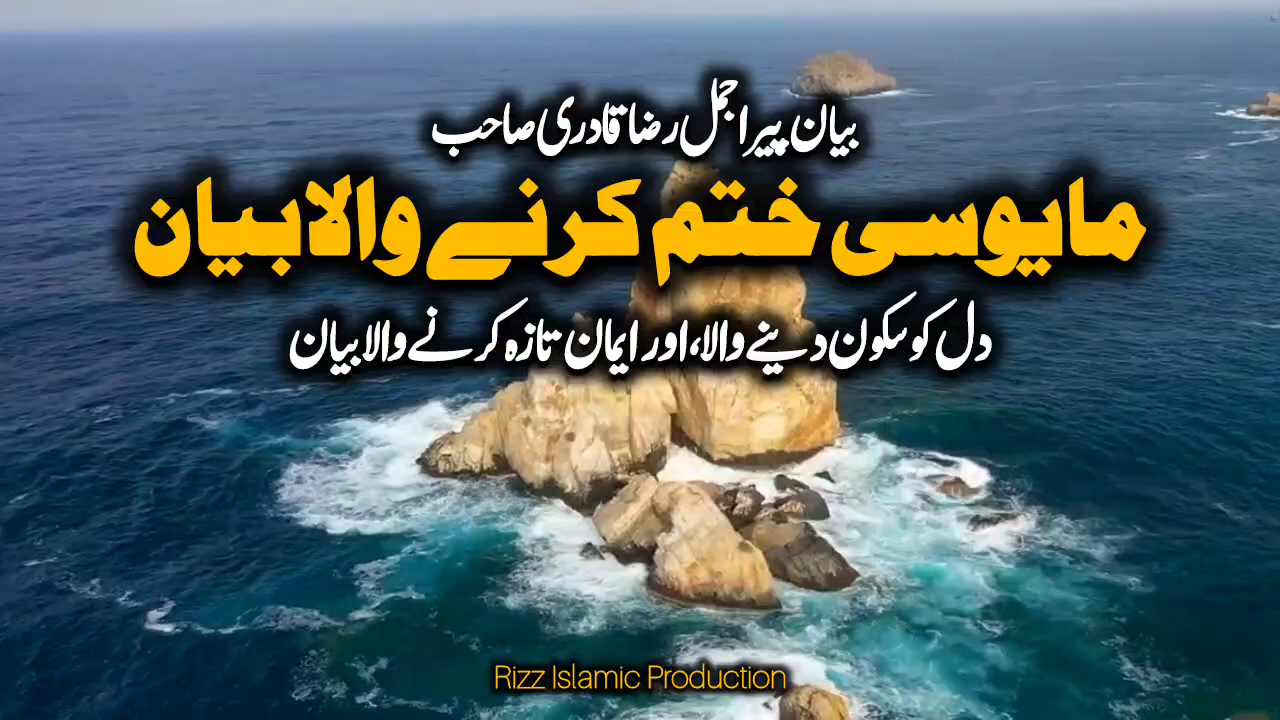 بیان پیر اجمل رضا قادری صاحب
مایوسی ختم کرنے والا بیان
دل کو سکون دینے والا، اور ایمان تازہ کرنے والا بیان
Rizz Islamic Production